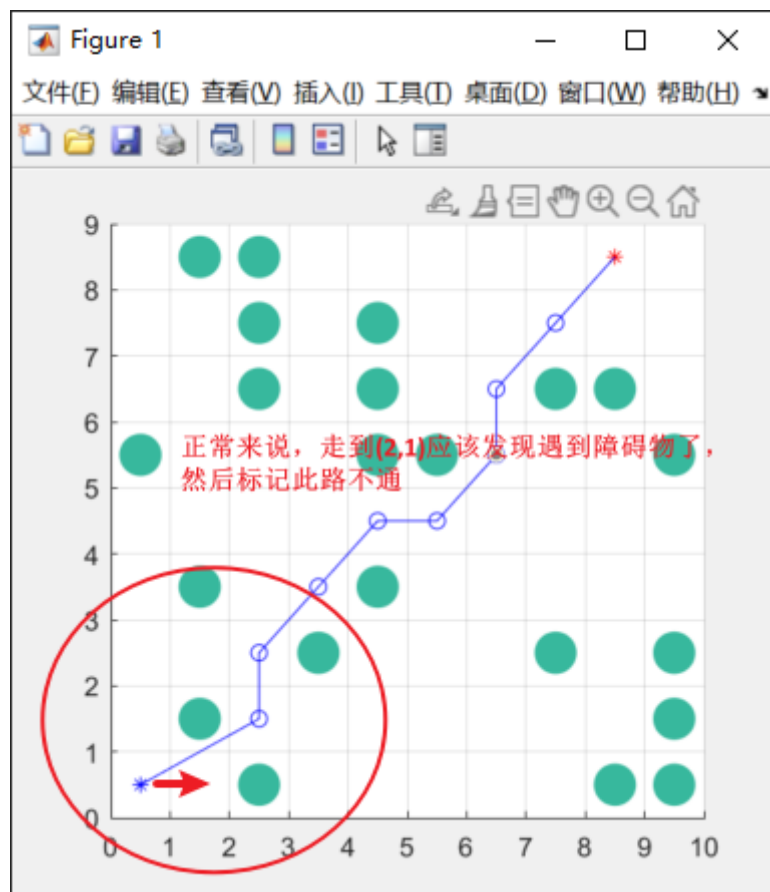 Figure 1
文件(F) 编辑(E) 查看(V) 插入(I) 工具(T) 桌面(D) 窗口(W) 帮助(H)
9
8
7
6
正常来说，走到(2,1)应该发现遇到障碍物了，
然后标记此路不通
5
4
3
2
1
0
0 1 2 3 4 5 6 7 8 9 10